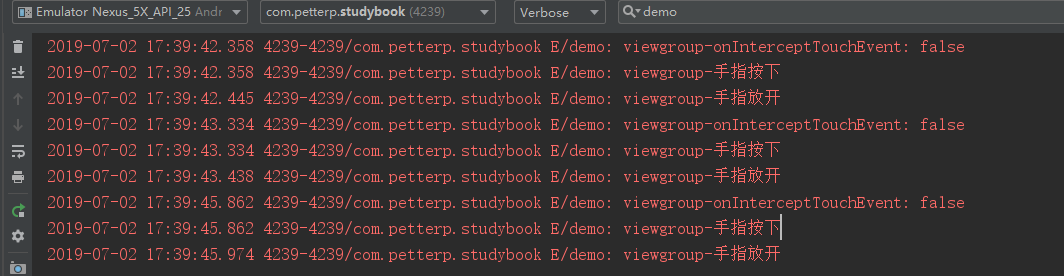 Emulator Nexus_5X_API_25 Andr com.petterp.studybook (4239) Verbose demo
2019-07-02 17:39:42.358 4239-4239/com.petterp.studybook E/demo: viewgroup-onInterceptTouchEvent: false
2019-07-02 17:39:42.358 4239-4239/com.petterp.studybook E/demo: viewgroup-手指按下
2019-07-02 17:39:42.445 4239-4239/com.petterp.studybook E/demo: viewgroup-手指放开
2019-07-02 17:39:43.334 4239-4239/com.petterp.studybook E/demo: viewgroup-onInterceptTouchEvent: false
2019-07-02 17:39:43.334 4239-4239/com.petterp.studybook E/demo: viewgroup-手指按下
2019-07-02 17:39:43.438 4239-4239/com.petterp.studybook E/demo: viewgroup-手指放开
2019-07-02 17:39:45.862 4239-4239/com.petterp.studybook E/demo: viewgroup-onInterceptTouchEvent: false
2019-07-02 17:39:45.862 4239-4239/com.petterp.studybook E/demo: viewgroup-手指按下
2019-07-02 17:39:45.974 4239-4239/com.petterp.studybook E/demo: viewgroup-手指放开